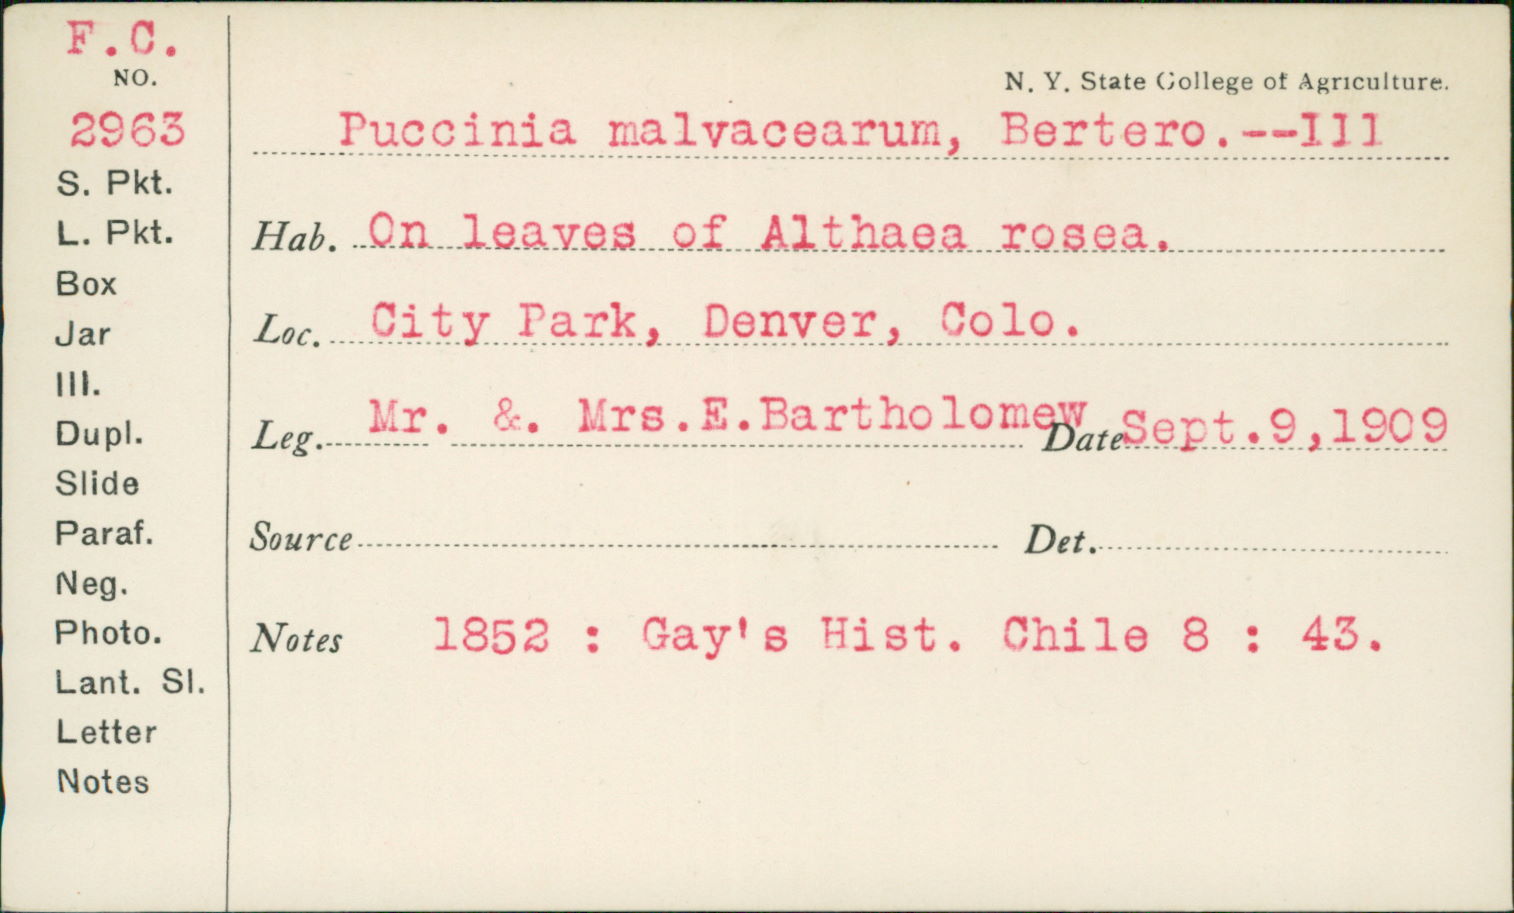 F.C.
NO.
2963
S. Pkt.
L. Pkt.
Box
Jar
Ill.
Dupl.
Slide
Paraf.
Neg.
Photo.
Lant. Sl.
Letter
Notes
N. Y. State College of Agriculture.
Puccinia malvacearum, Bertero.--III
Hab. On leaves of Althaea rosea.
Loc. City Park, Denver, Colo.
Leg. Mr. &. Mrs.E.Bartholomew Date Sept.9,1909
Source Det.
Notes 1852 : Gay's Hist. Chile 8 : 43.